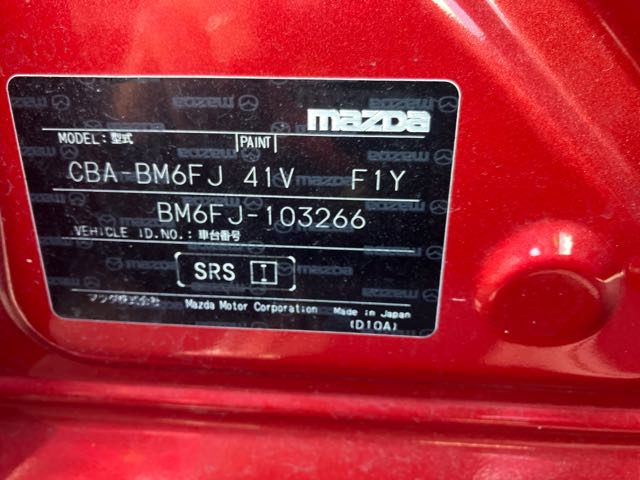 mazda
MODEL:型式 PAINT
CBA-BM6FJ 41V F1Y
BM6FJ-103266
VEHICLE ID.NO.:車台番号
SRS I
マツダ株式会社 Mazda Motor Corporation Made in Japan
(D10A)